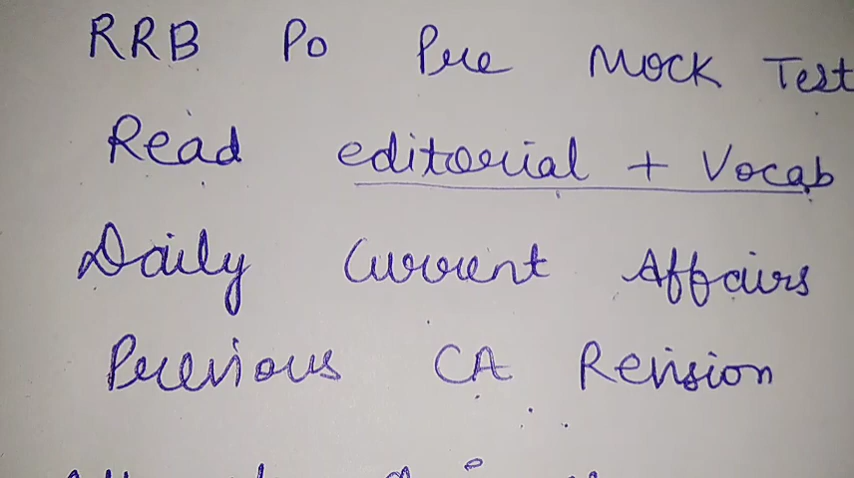 RRB PO Pre Mock Test
Read editorial + Vocab
Daily Current Affairs
Previous CA Revision